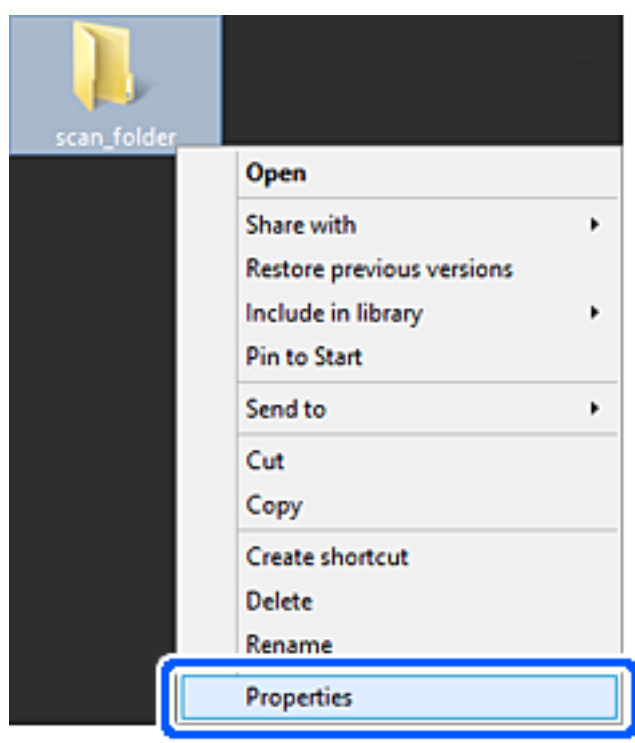 scan_folder
Open
Share with
Restore previous versions
Include in library
Pin to Start
Send to
Cut
Copy
Create shortcut
Delete
Rename
Properties